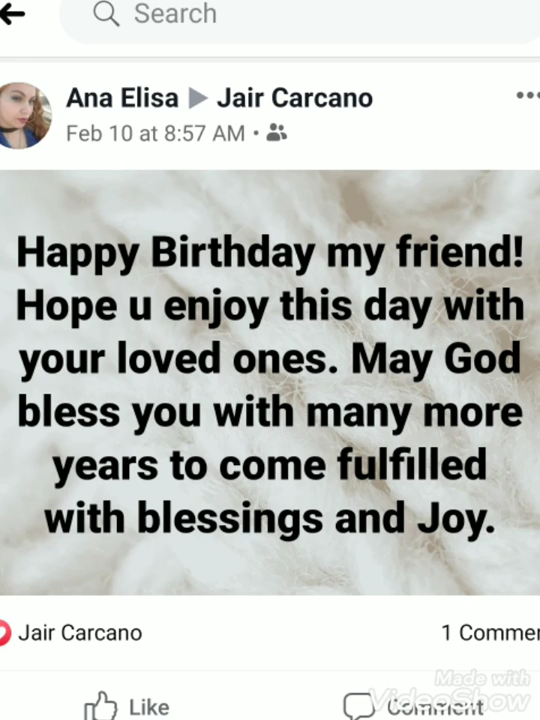 Search
Ana Elisa ▶ Jair Carcano
Feb 10 at 8:57 AM •
Happy Birthday my friend!
Hope u enjoy this day with
your loved ones. May God
bless you with many more
years to come fulfilled
with blessings and Joy.
Jair Carcano
1 Commen
Like
Comment
Made with
VideoShow